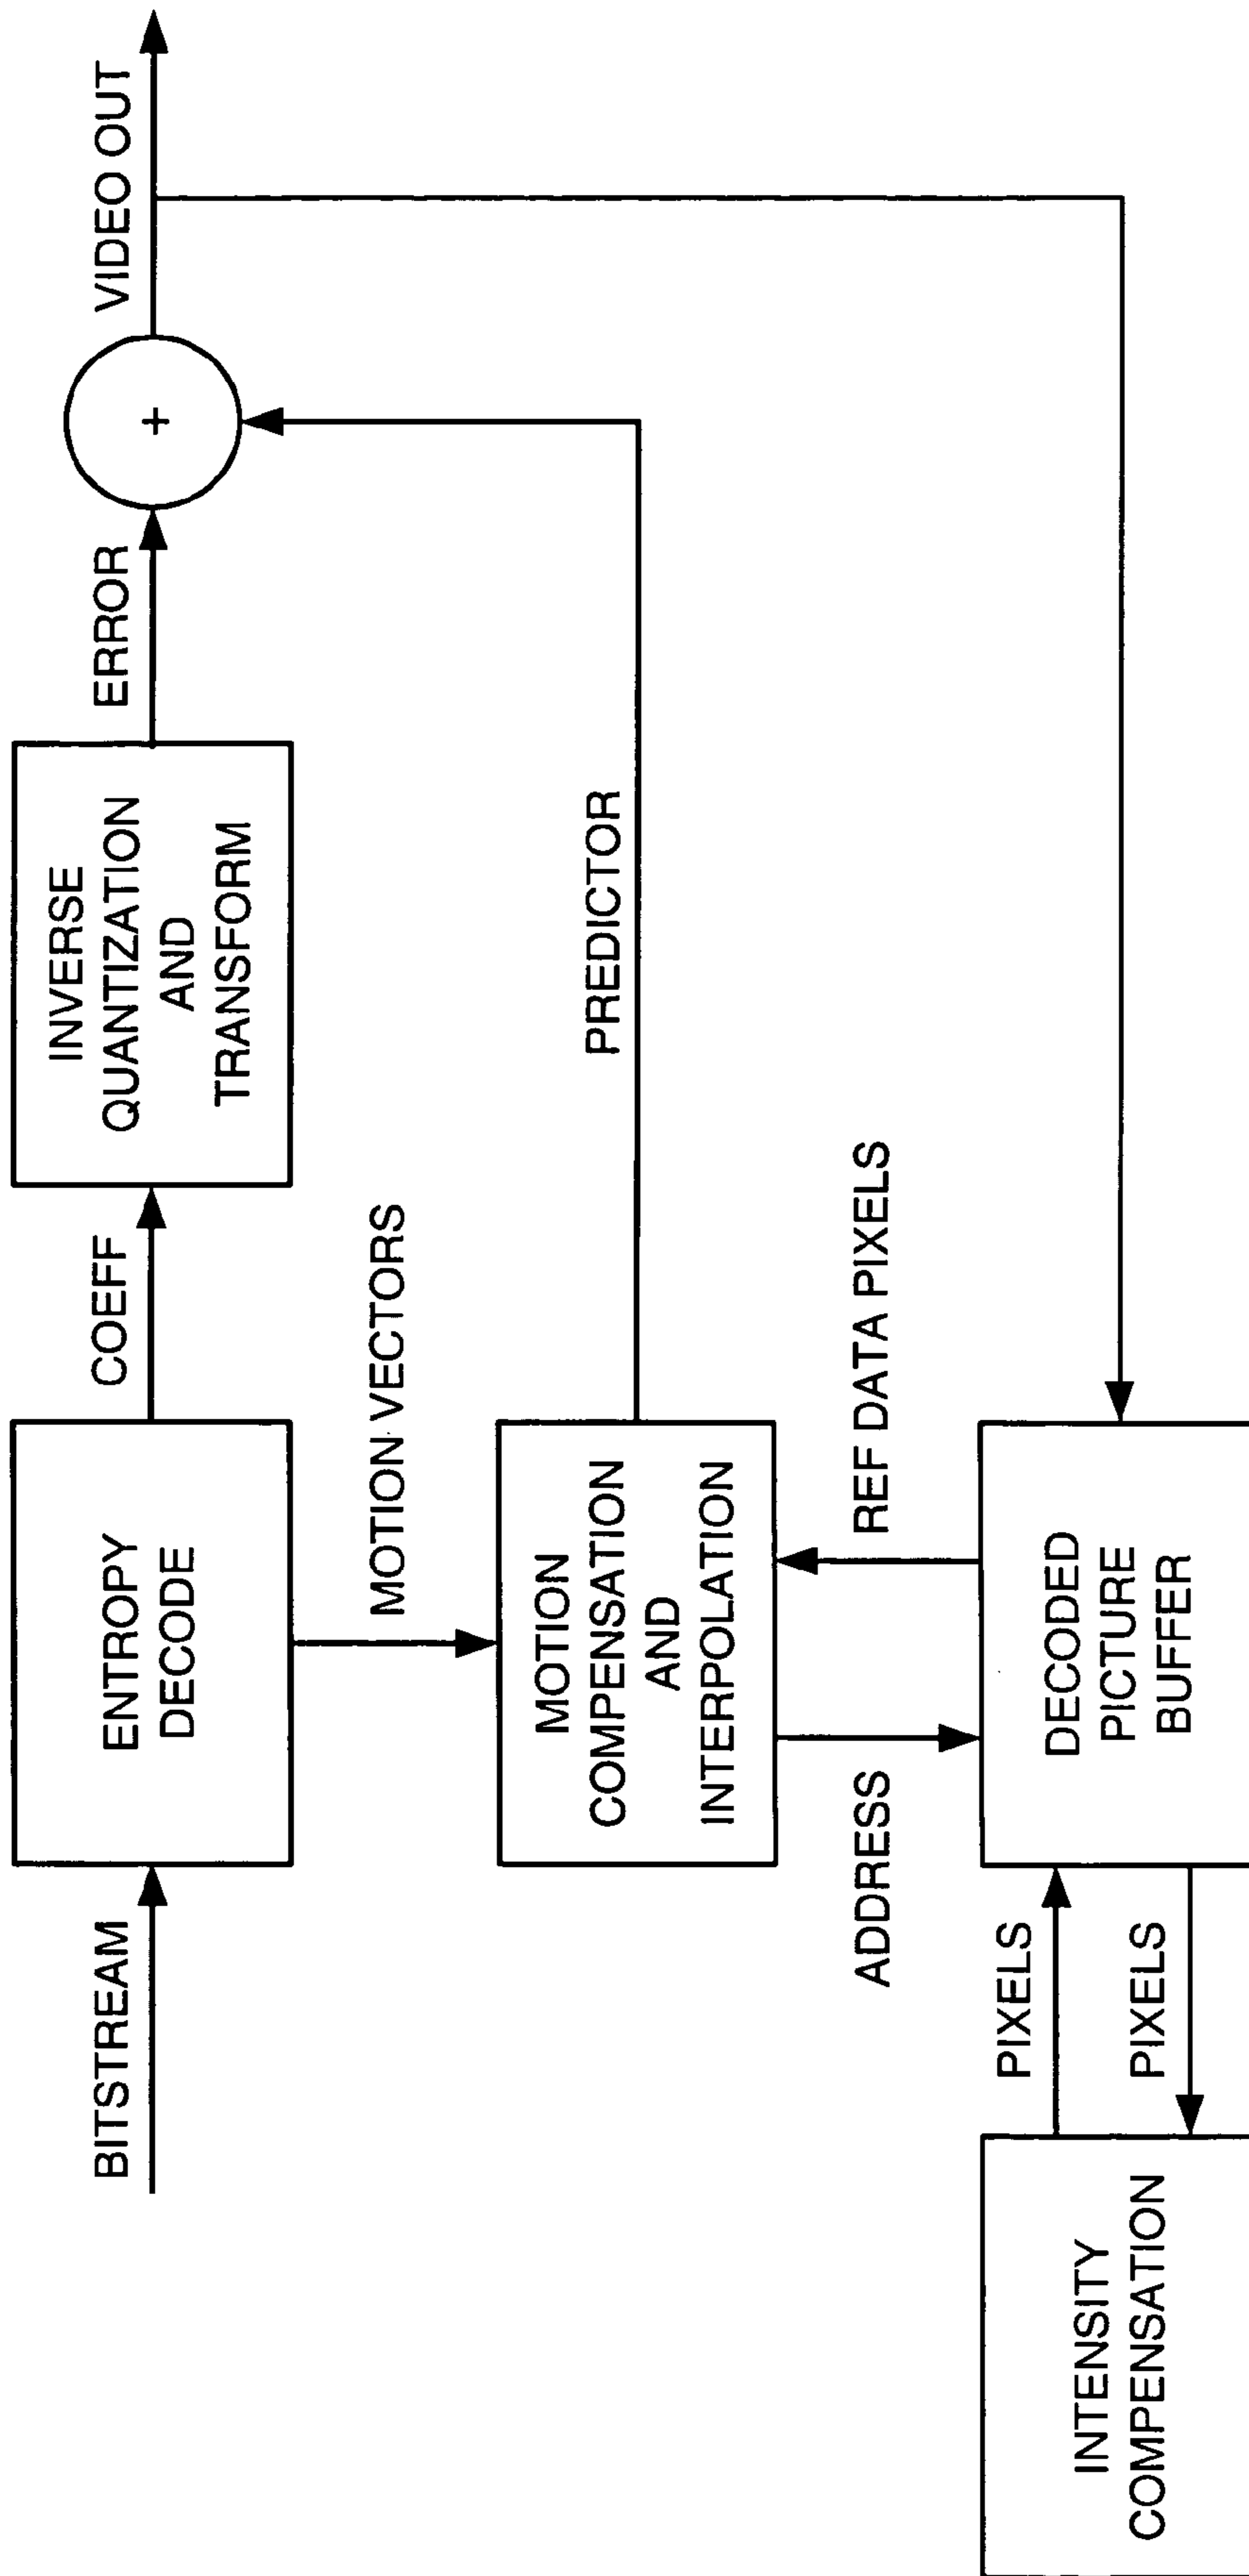 BITSTREAM
ENTROPY
DECODE
COEFF
INVERSE
QUANTIZATION
AND
TRANSFORM
ERROR
+
VIDEO OUT
MOTION VECTORS
MOTION
COMPENSATION
AND
INTERPOLATION
PREDICTOR
ADDRESS
REF DATA PIXELS
INTENSITY
COMPENSATION
PIXELS
PIXELS
DECODED
PICTURE
BUFFER